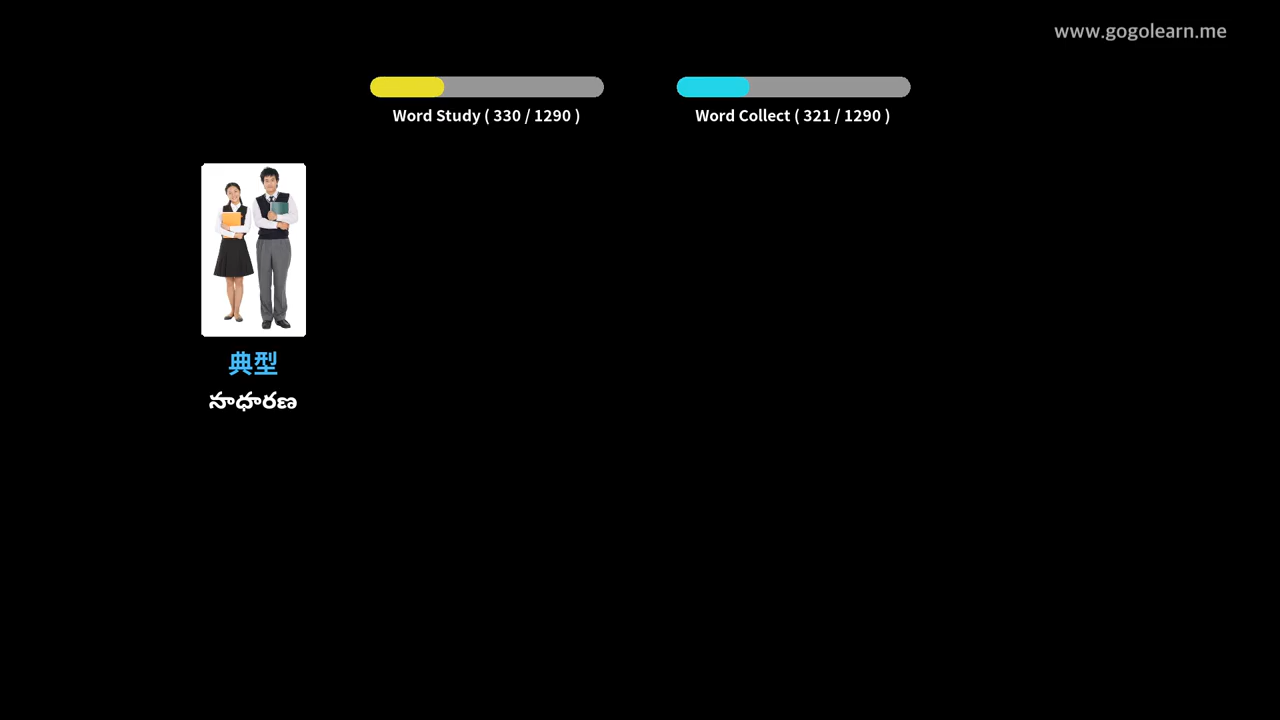 www.gogolearn.me
Word Study ( 330 / 1290 )
Word Collect ( 321 / 1290 )
典型
సాధారణ